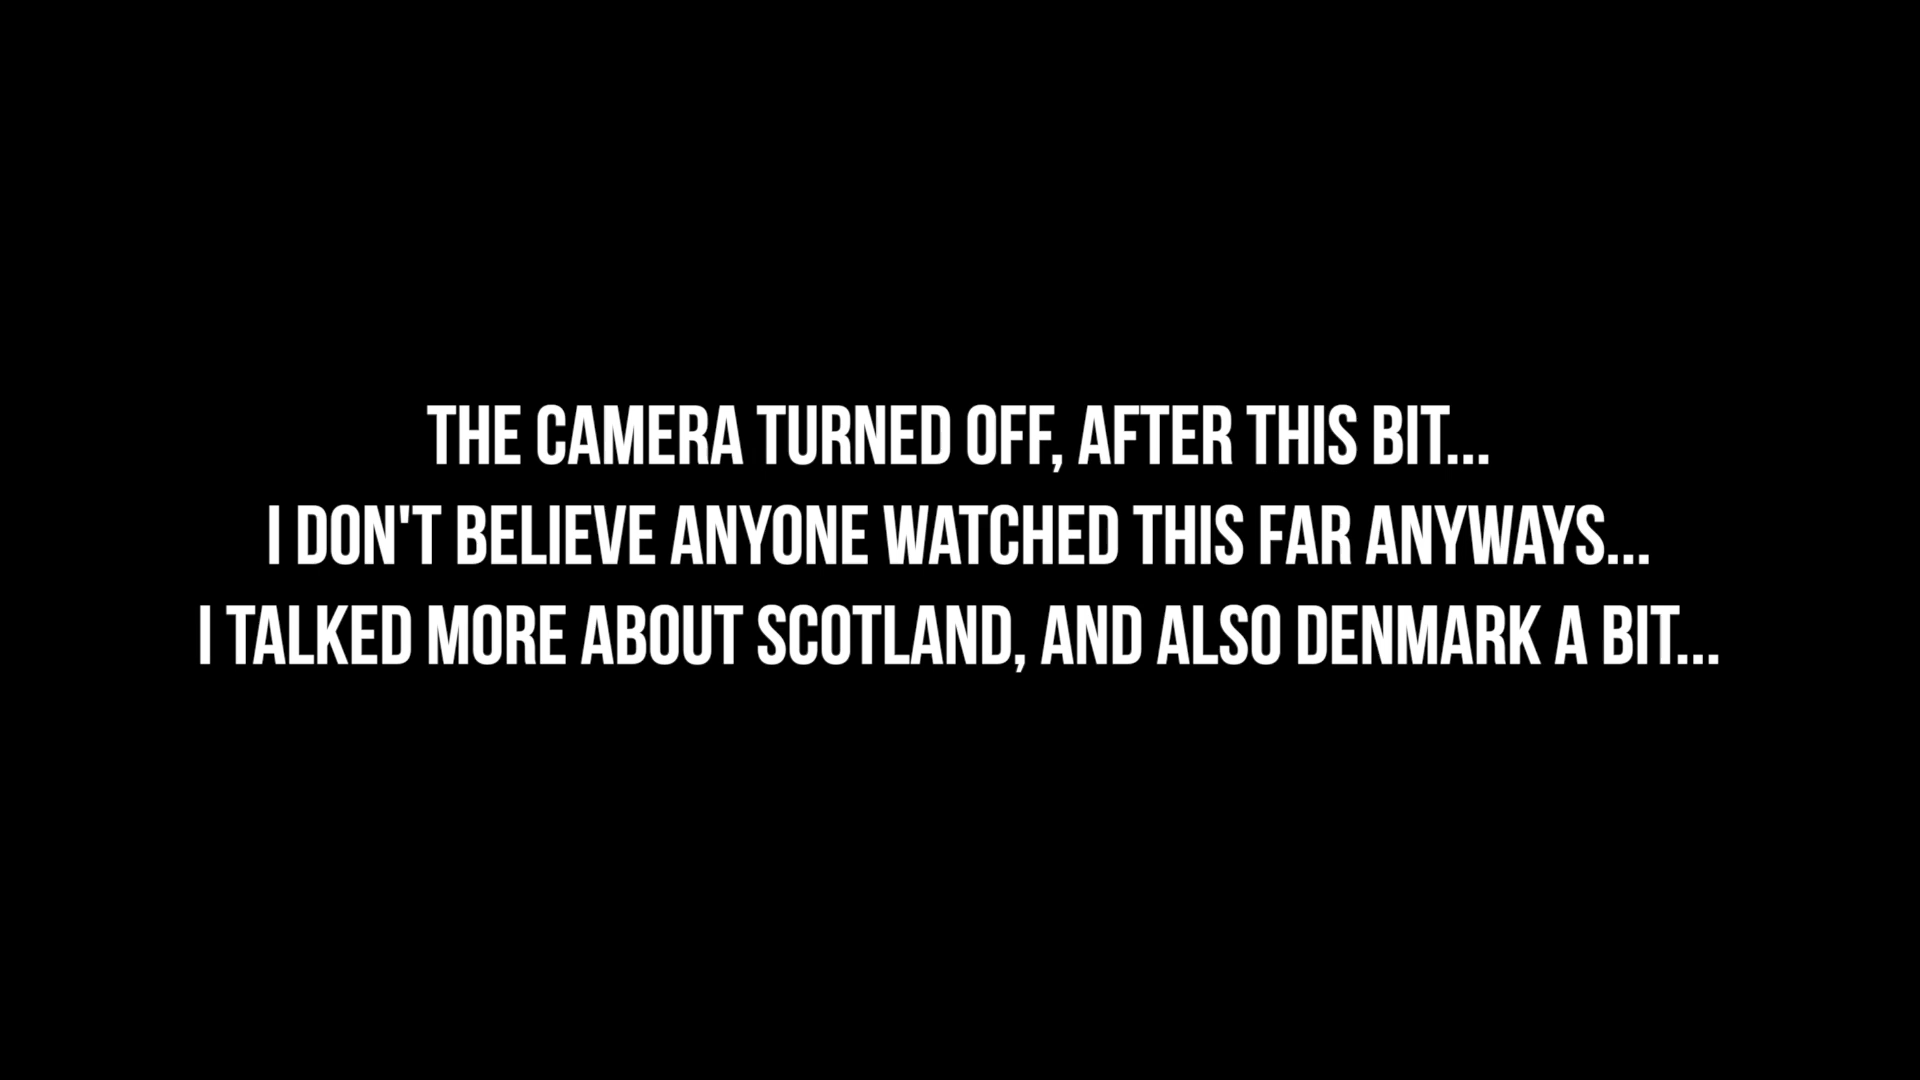 THE CAMERA TURNED OFF, AFTER THIS BIT...
I DON'T BELIEVE ANYONE WATCHED THIS FAR ANYWAYS...
I TALKED MORE ABOUT SCOTLAND, AND ALSO DENMARK A BIT...